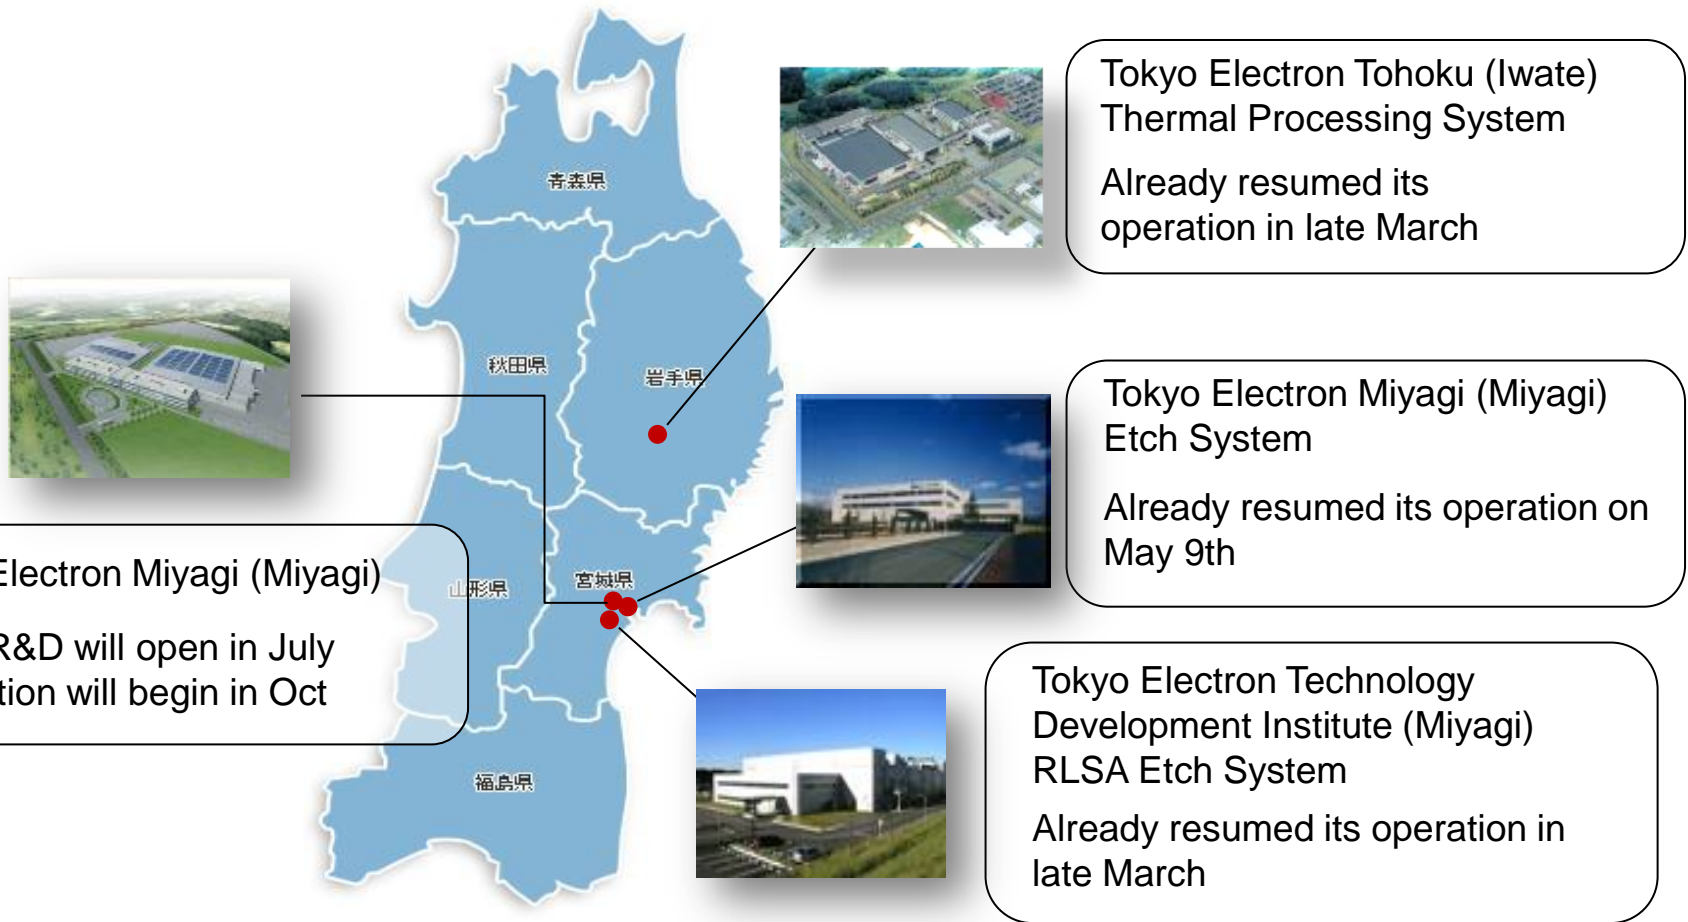 Tokyo Electron Tohoku (Iwate)
Thermal Processing System
Already resumed its
operation in late March
青森県
秋田県
岩手県
Tokyo Electron Miyagi (Miyagi)
Etch System
Already resumed its operation on
May 9th
Electron Miyagi (Miyagi)
R&D will open in July
tion will begin in Oct
山形県
宮城県
Tokyo Electron Technology
Development Institute (Miyagi)
RLSA Etch System
Already resumed its operation in
late March
福島県